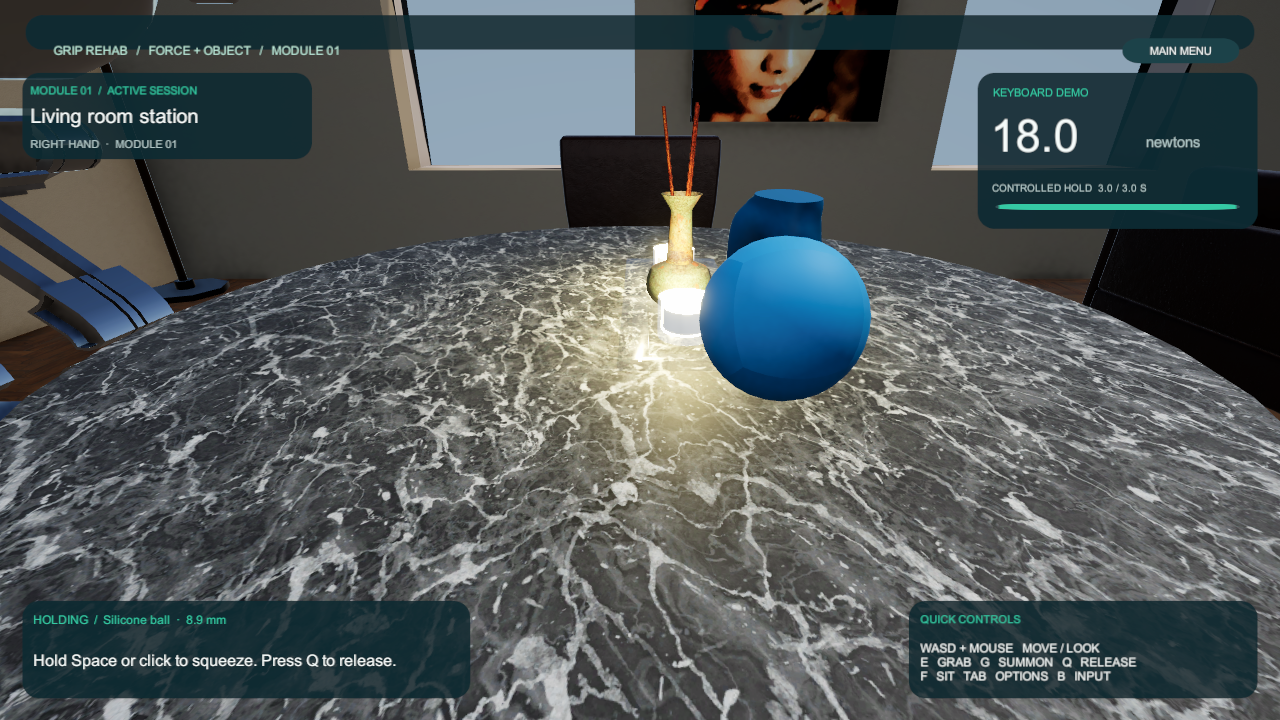 GRIP REHAB / FORCE + OBJECT / MODULE 01
MAIN MENU
MODULE 01 / ACTIVE SESSION
Living room station
RIGHT HAND · MODULE 01
KEYBOARD DEMO
18.0 newtons
CONTROLLED HOLD 3.0 / 3.0 S
HOLDING / Silicone ball · 8.9 mm
Hold Space or click to squeeze. Press Q to release.
QUICK CONTROLS
WASD + MOUSE MOVE / LOOK
E GRAB G SUMMON Q RELEASE
F SIT TAB OPTIONS B INPUT